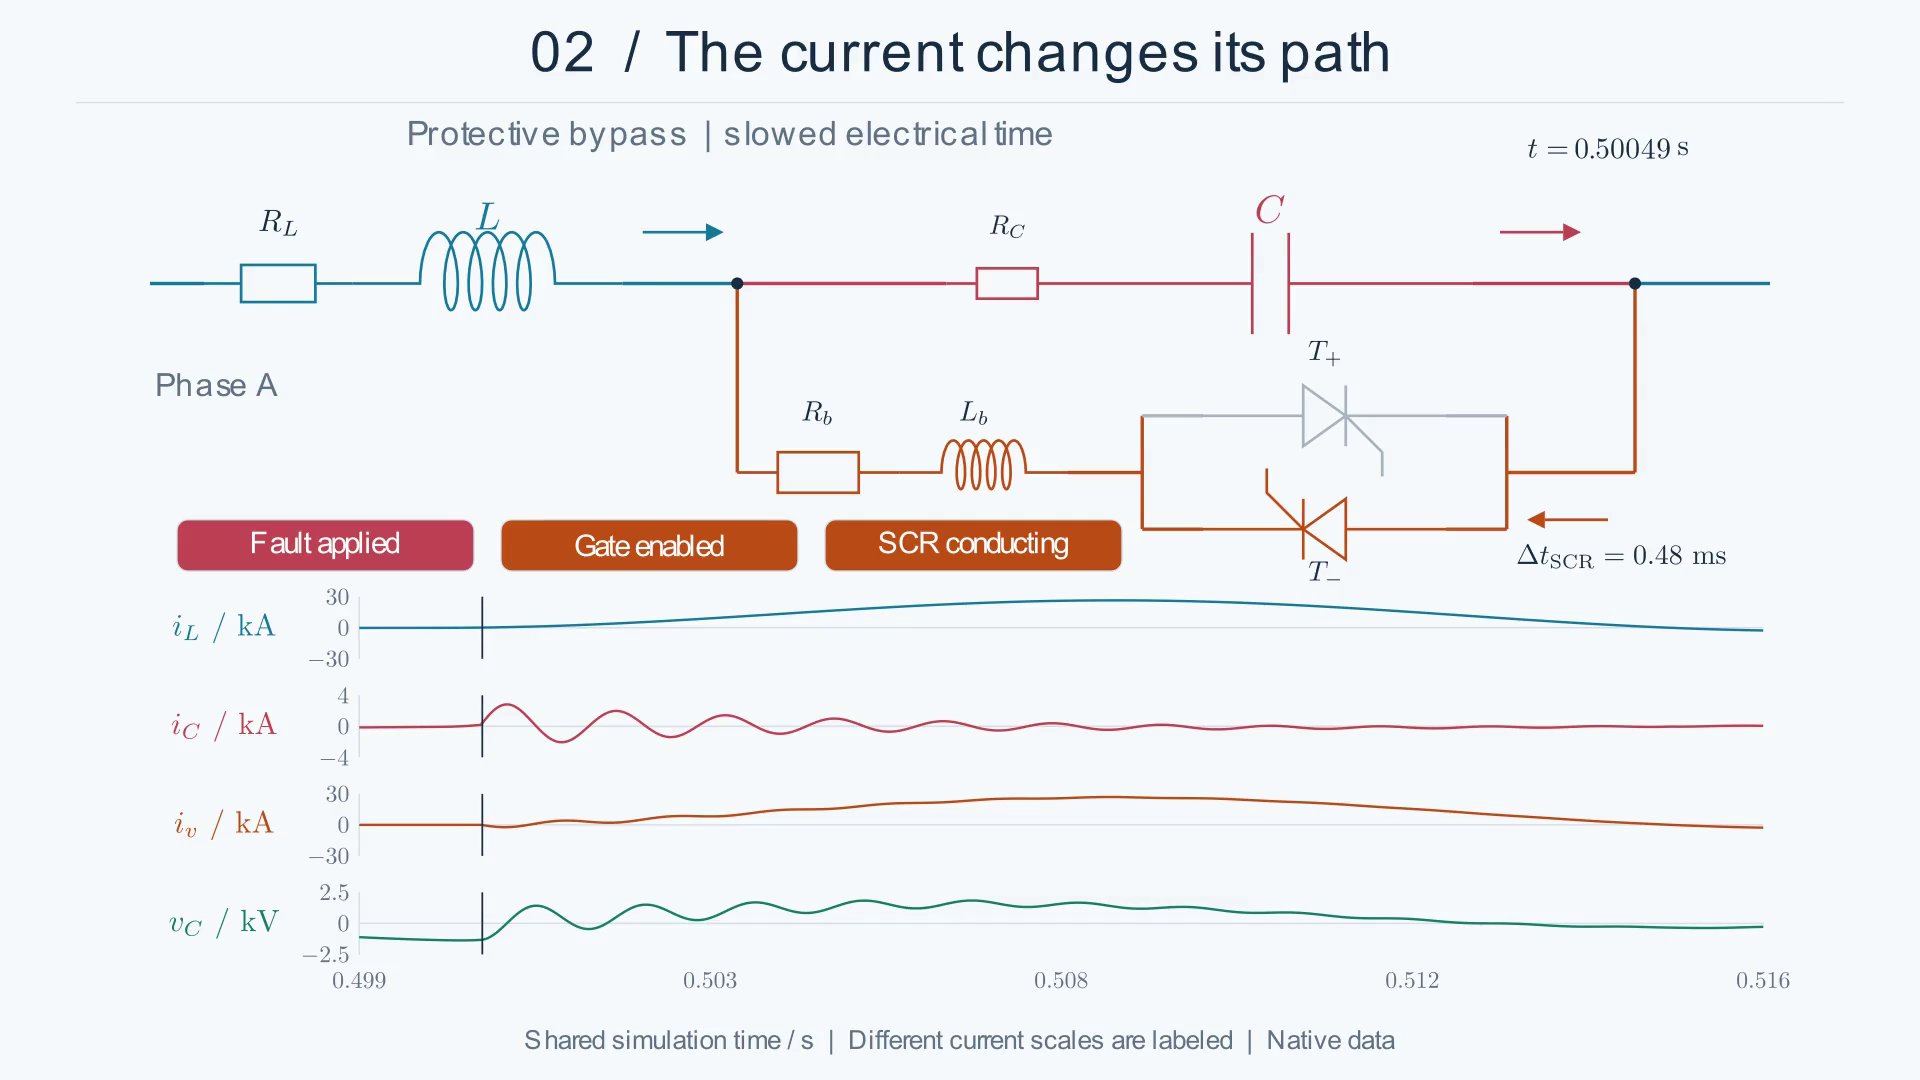 02 / The current changes its path
Protective bypass | slowed electrical time
t = 0.50049 s
R_L
L
R_C
C
T_+
Phase A
R_b
L_b
Fault applied
Gate enabled
SCR conducting
T_−
Δt_SCR = 0.48 ms
i_L / kA
30
0
−30
i_C / kA
4
0
−4
i_v / kA
30
0
−30
v_C / kV
2.5
0
−2.5
0.499 0.503 0.508 0.512 0.516
Shared simulation time / s | Different current scales are labeled | Native data